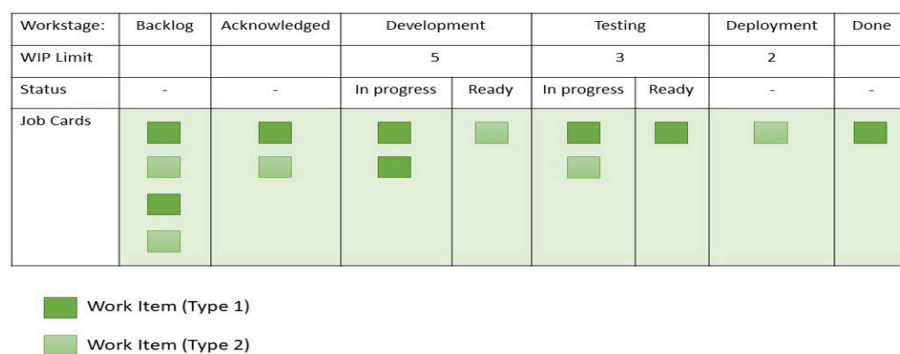 Workstage: Backlog Acknowledged Development Testing Deployment Done
WIP Limit 5 3 2
Status - - In progress Ready In progress Ready - -
Job Cards
Work Item (Type 1)
Work Item (Type 2)